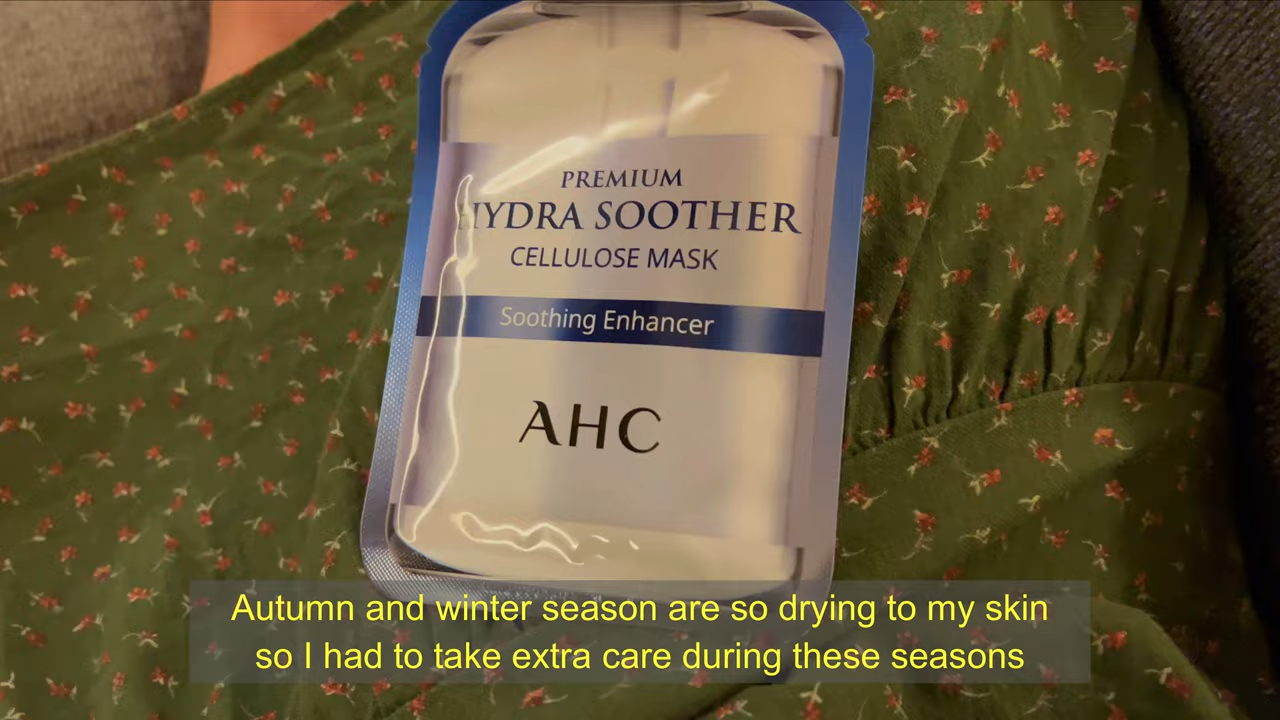 PREMIUM
HYDRA SOOTHER
CELLULOSE MASK
Soothing Enhancer
AHC
Autumn and winter season are so drying to my skin
so I had to take extra care during these seasons